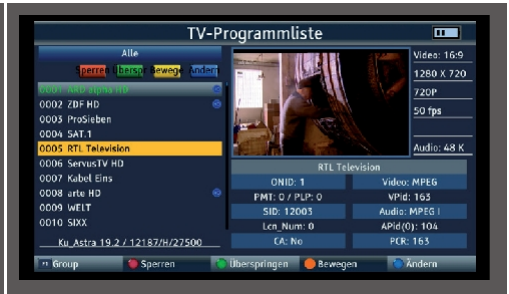 TV-Programmliste
Alle
Sperren Überspr Bewege Ändern
0001 ARD alpha HD
0002 ZDF HD
0003 ProSieben
0004 SAT.1
0005 RTL Television
0006 ServusTV HD
0007 Kabel Eins
0008 arte HD
0009 WELT
0010 SIXX
Ku_Astra 19.2 / 12187/H/27500
Video: 16:9
1280 X 720
720P
50 fps
Audio: 48 K
RTL Television
ONID: 1 Video: MPEG
PMT: 0 / PLP: 0 VPid: 163
SID: 12003 Audio: MPEG I
Lcn_Num: 0 APid(0): 104
CA: No PCR: 163
Group Sperren Überspringen Bewegen Ändern